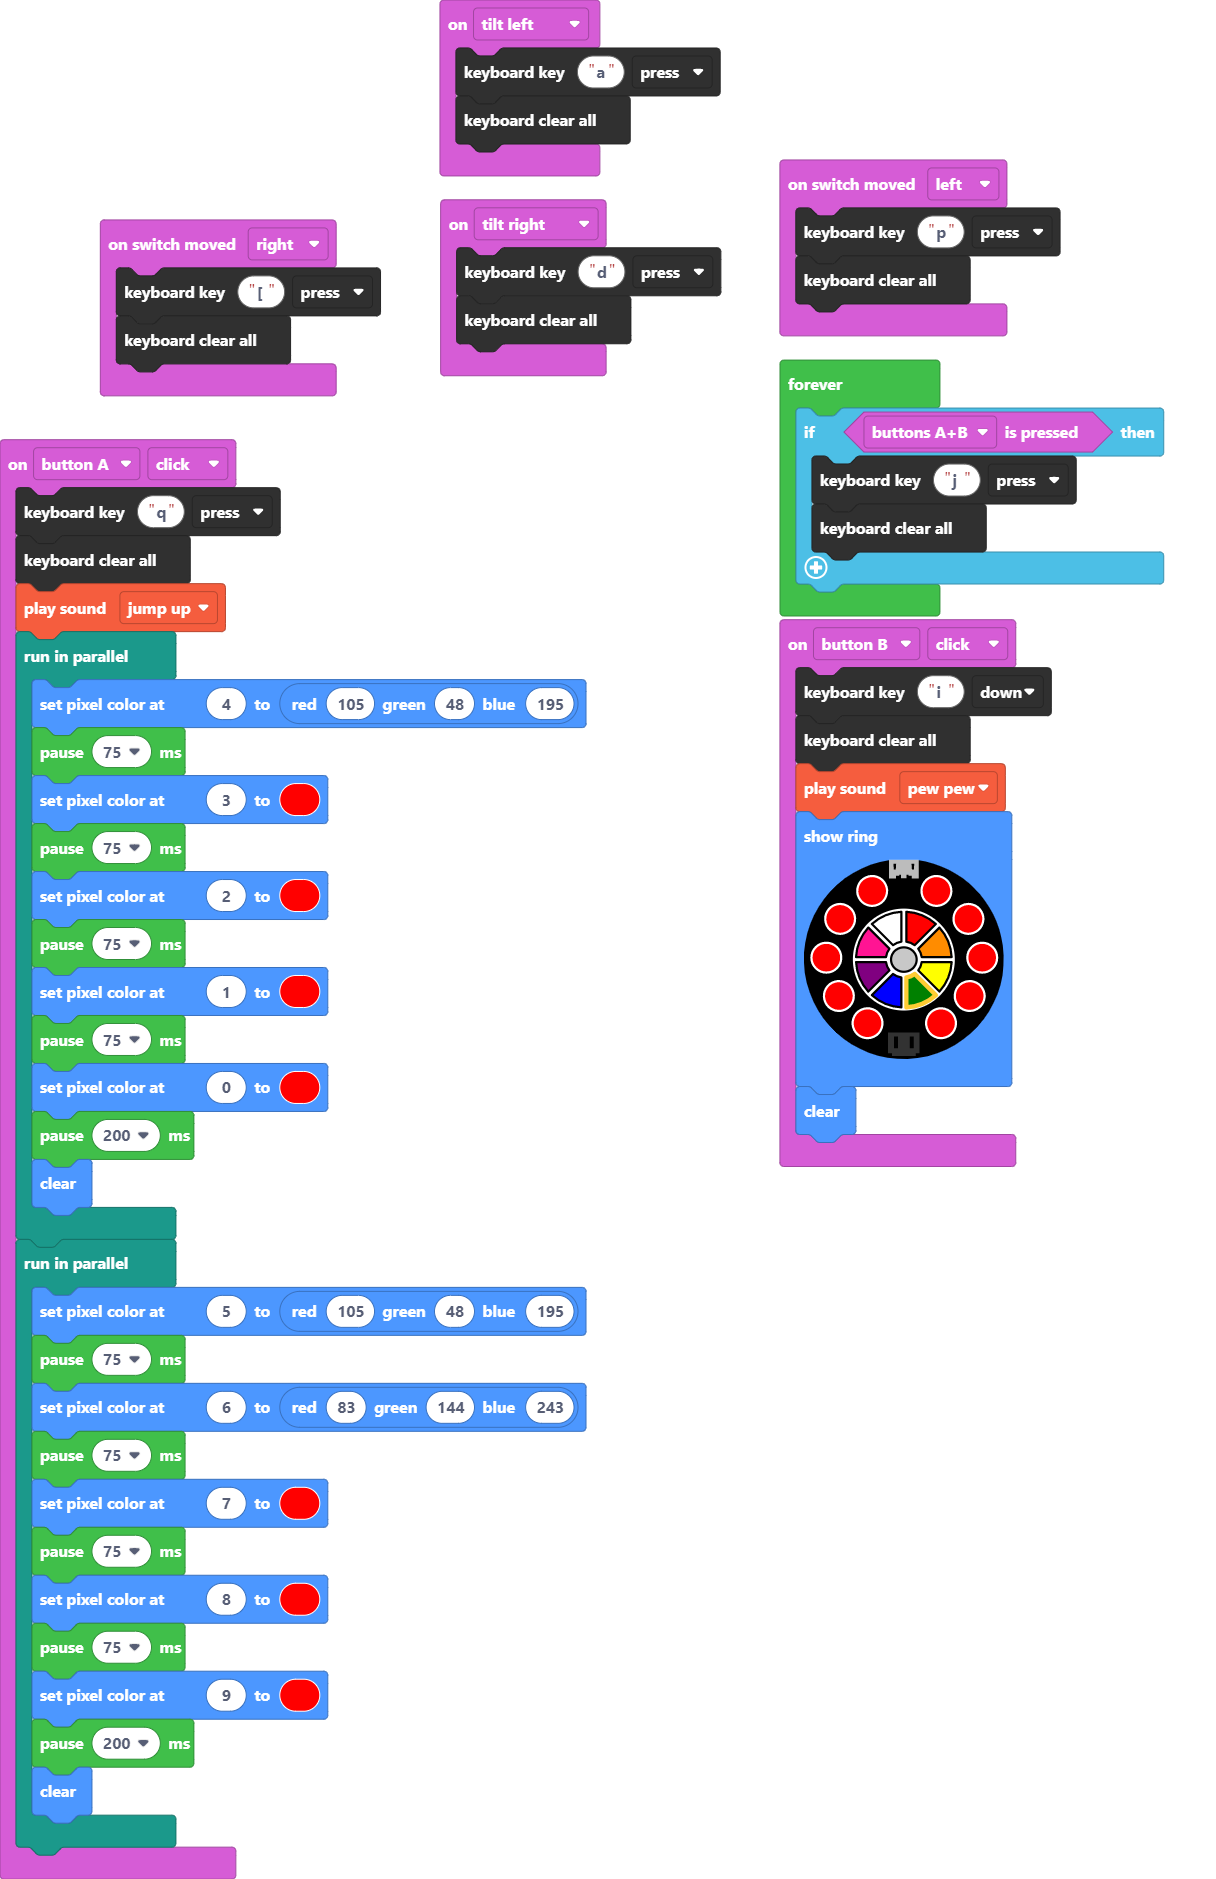 on tilt left
keyboard key "a" press
keyboard clear all
on switch moved left
keyboard key "p" press
keyboard clear all
on tilt right
keyboard key "d" press
keyboard clear all
on switch moved right
keyboard key "[" press
keyboard clear all
forever
if buttons A+B is pressed then
keyboard key "j" press
keyboard clear all
on button A click
keyboard key "q" press
keyboard clear all
play sound jump up
run in parallel
set pixel color at 4 to red 105 green 48 blue 195
pause 75 ms
set pixel color at 3 to
pause 75 ms
set pixel color at 2 to
pause 75 ms
set pixel color at 1 to
pause 75 ms
set pixel color at 0 to
pause 200 ms
clear
run in parallel
set pixel color at 5 to red 105 green 48 blue 195
pause 75 ms
set pixel color at 6 to red 83 green 144 blue 243
pause 75 ms
set pixel color at 7 to
pause 75 ms
set pixel color at 8 to
pause 75 ms
set pixel color at 9 to
pause 200 ms
clear
on button B click
keyboard key "i" down
keyboard clear all
play sound pew pew
show ring
clear